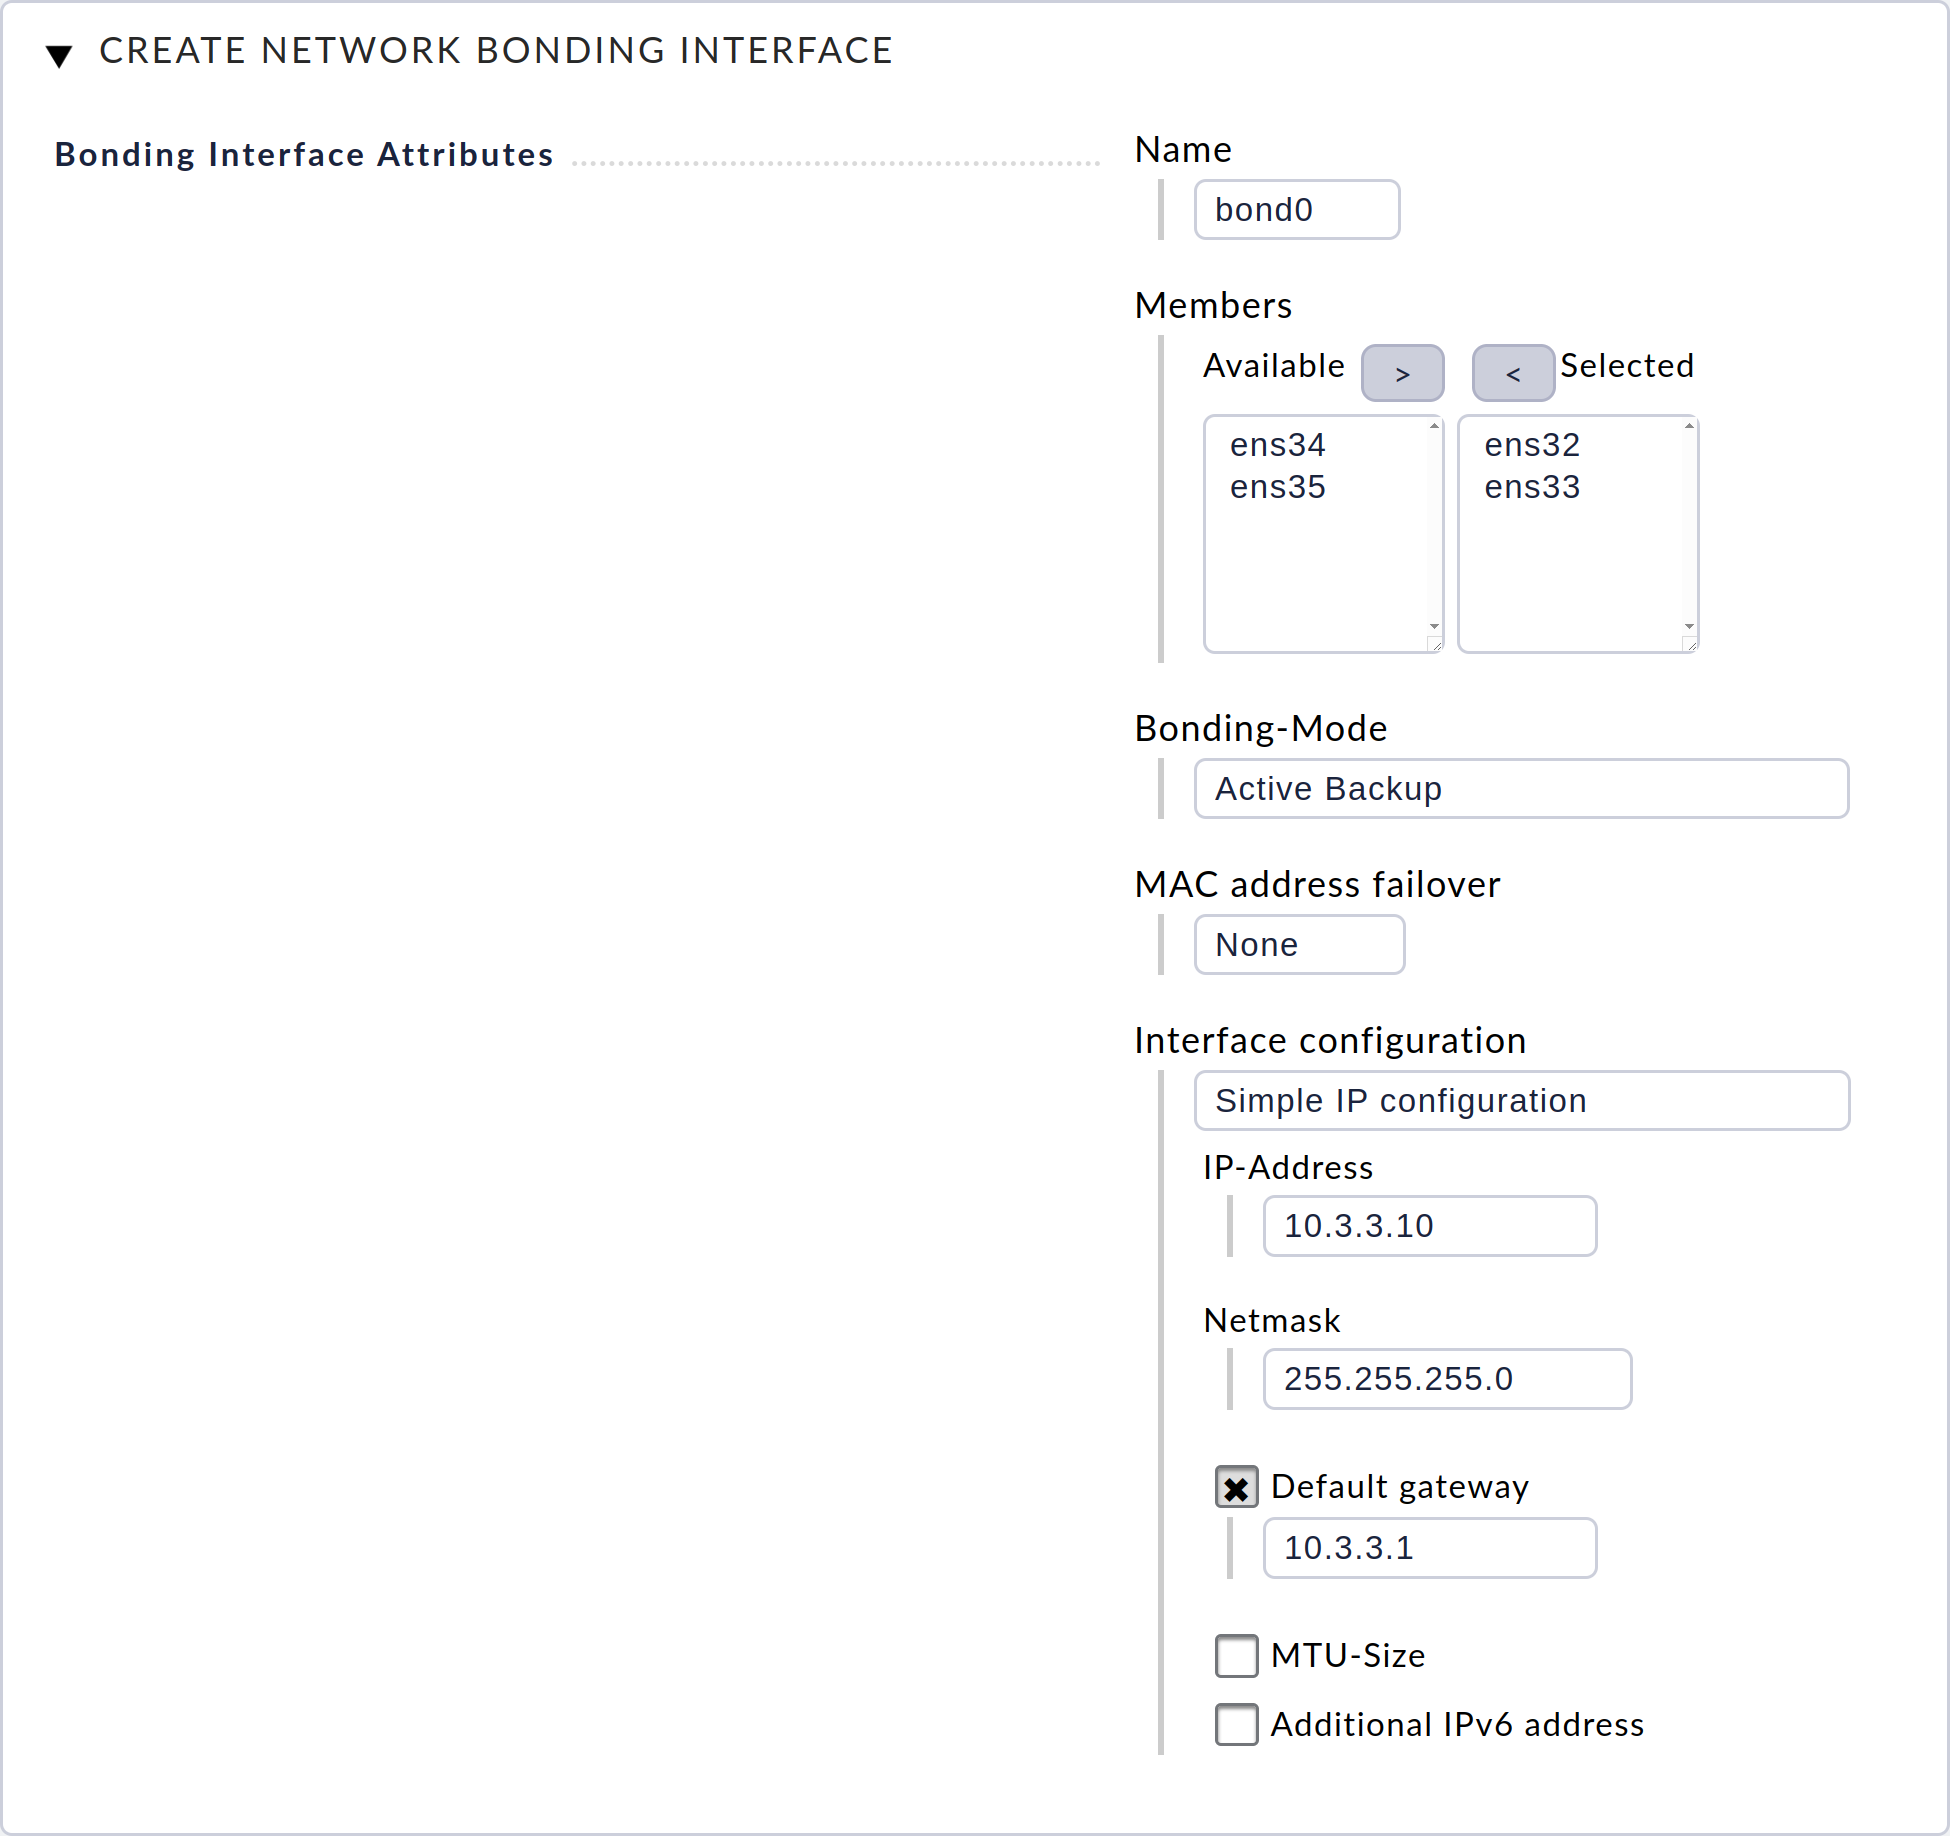 CREATE NETWORK BONDING INTERFACE
Bonding Interface Attributes
Name
bond0
Members
Available > < Selected
ens34 ens32
ens35 ens33
Bonding-Mode
Active Backup
MAC address failover
None
Interface configuration
Simple IP configuration
IP-Address
10.3.3.10
Netmask
255.255.255.0
Default gateway
10.3.3.1
MTU-Size
Additional IPv6 address